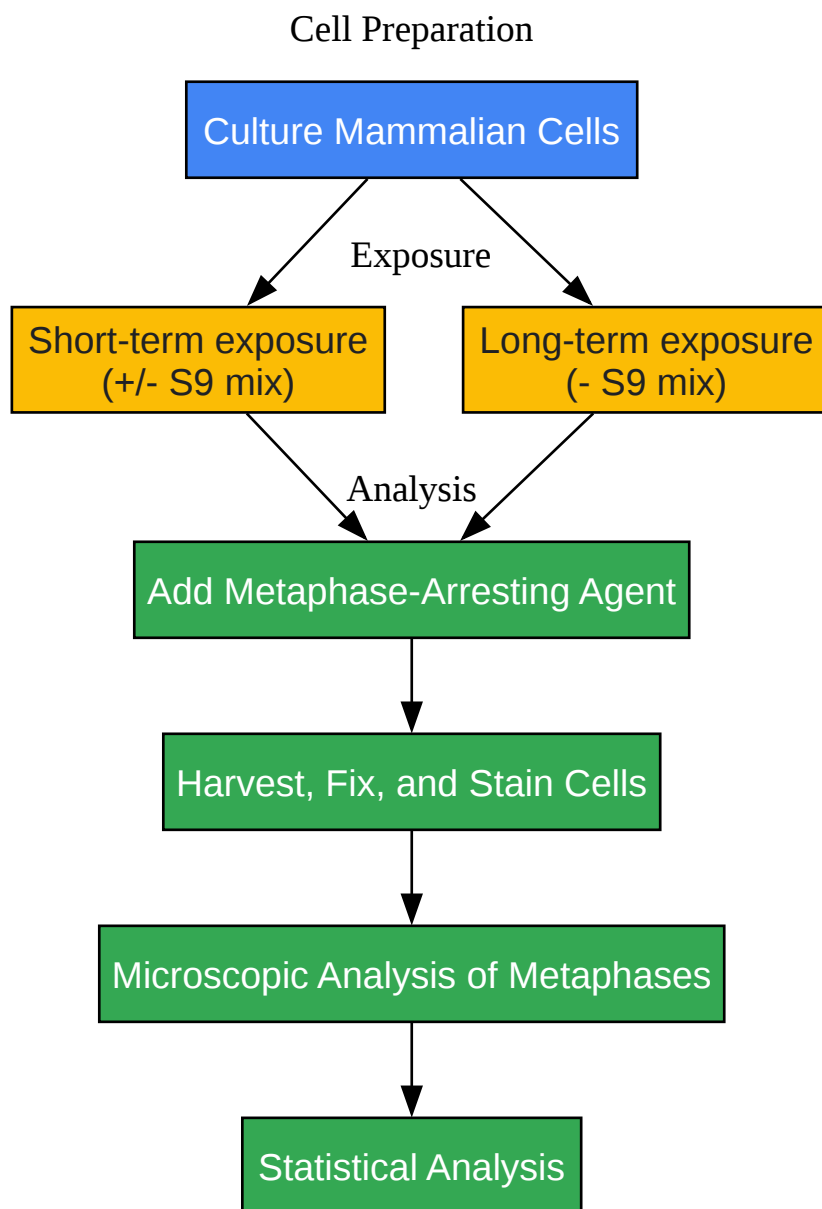 Cell Preparation
Culture Mammalian Cells
Exposure
Short-term exposure
(+/- S9 mix)
Long-term exposure
(- S9 mix)
Analysis
Add Metaphase-Arresting Agent
Harvest, Fix, and Stain Cells
Microscopic Analysis of Metaphases
Statistical Analysis